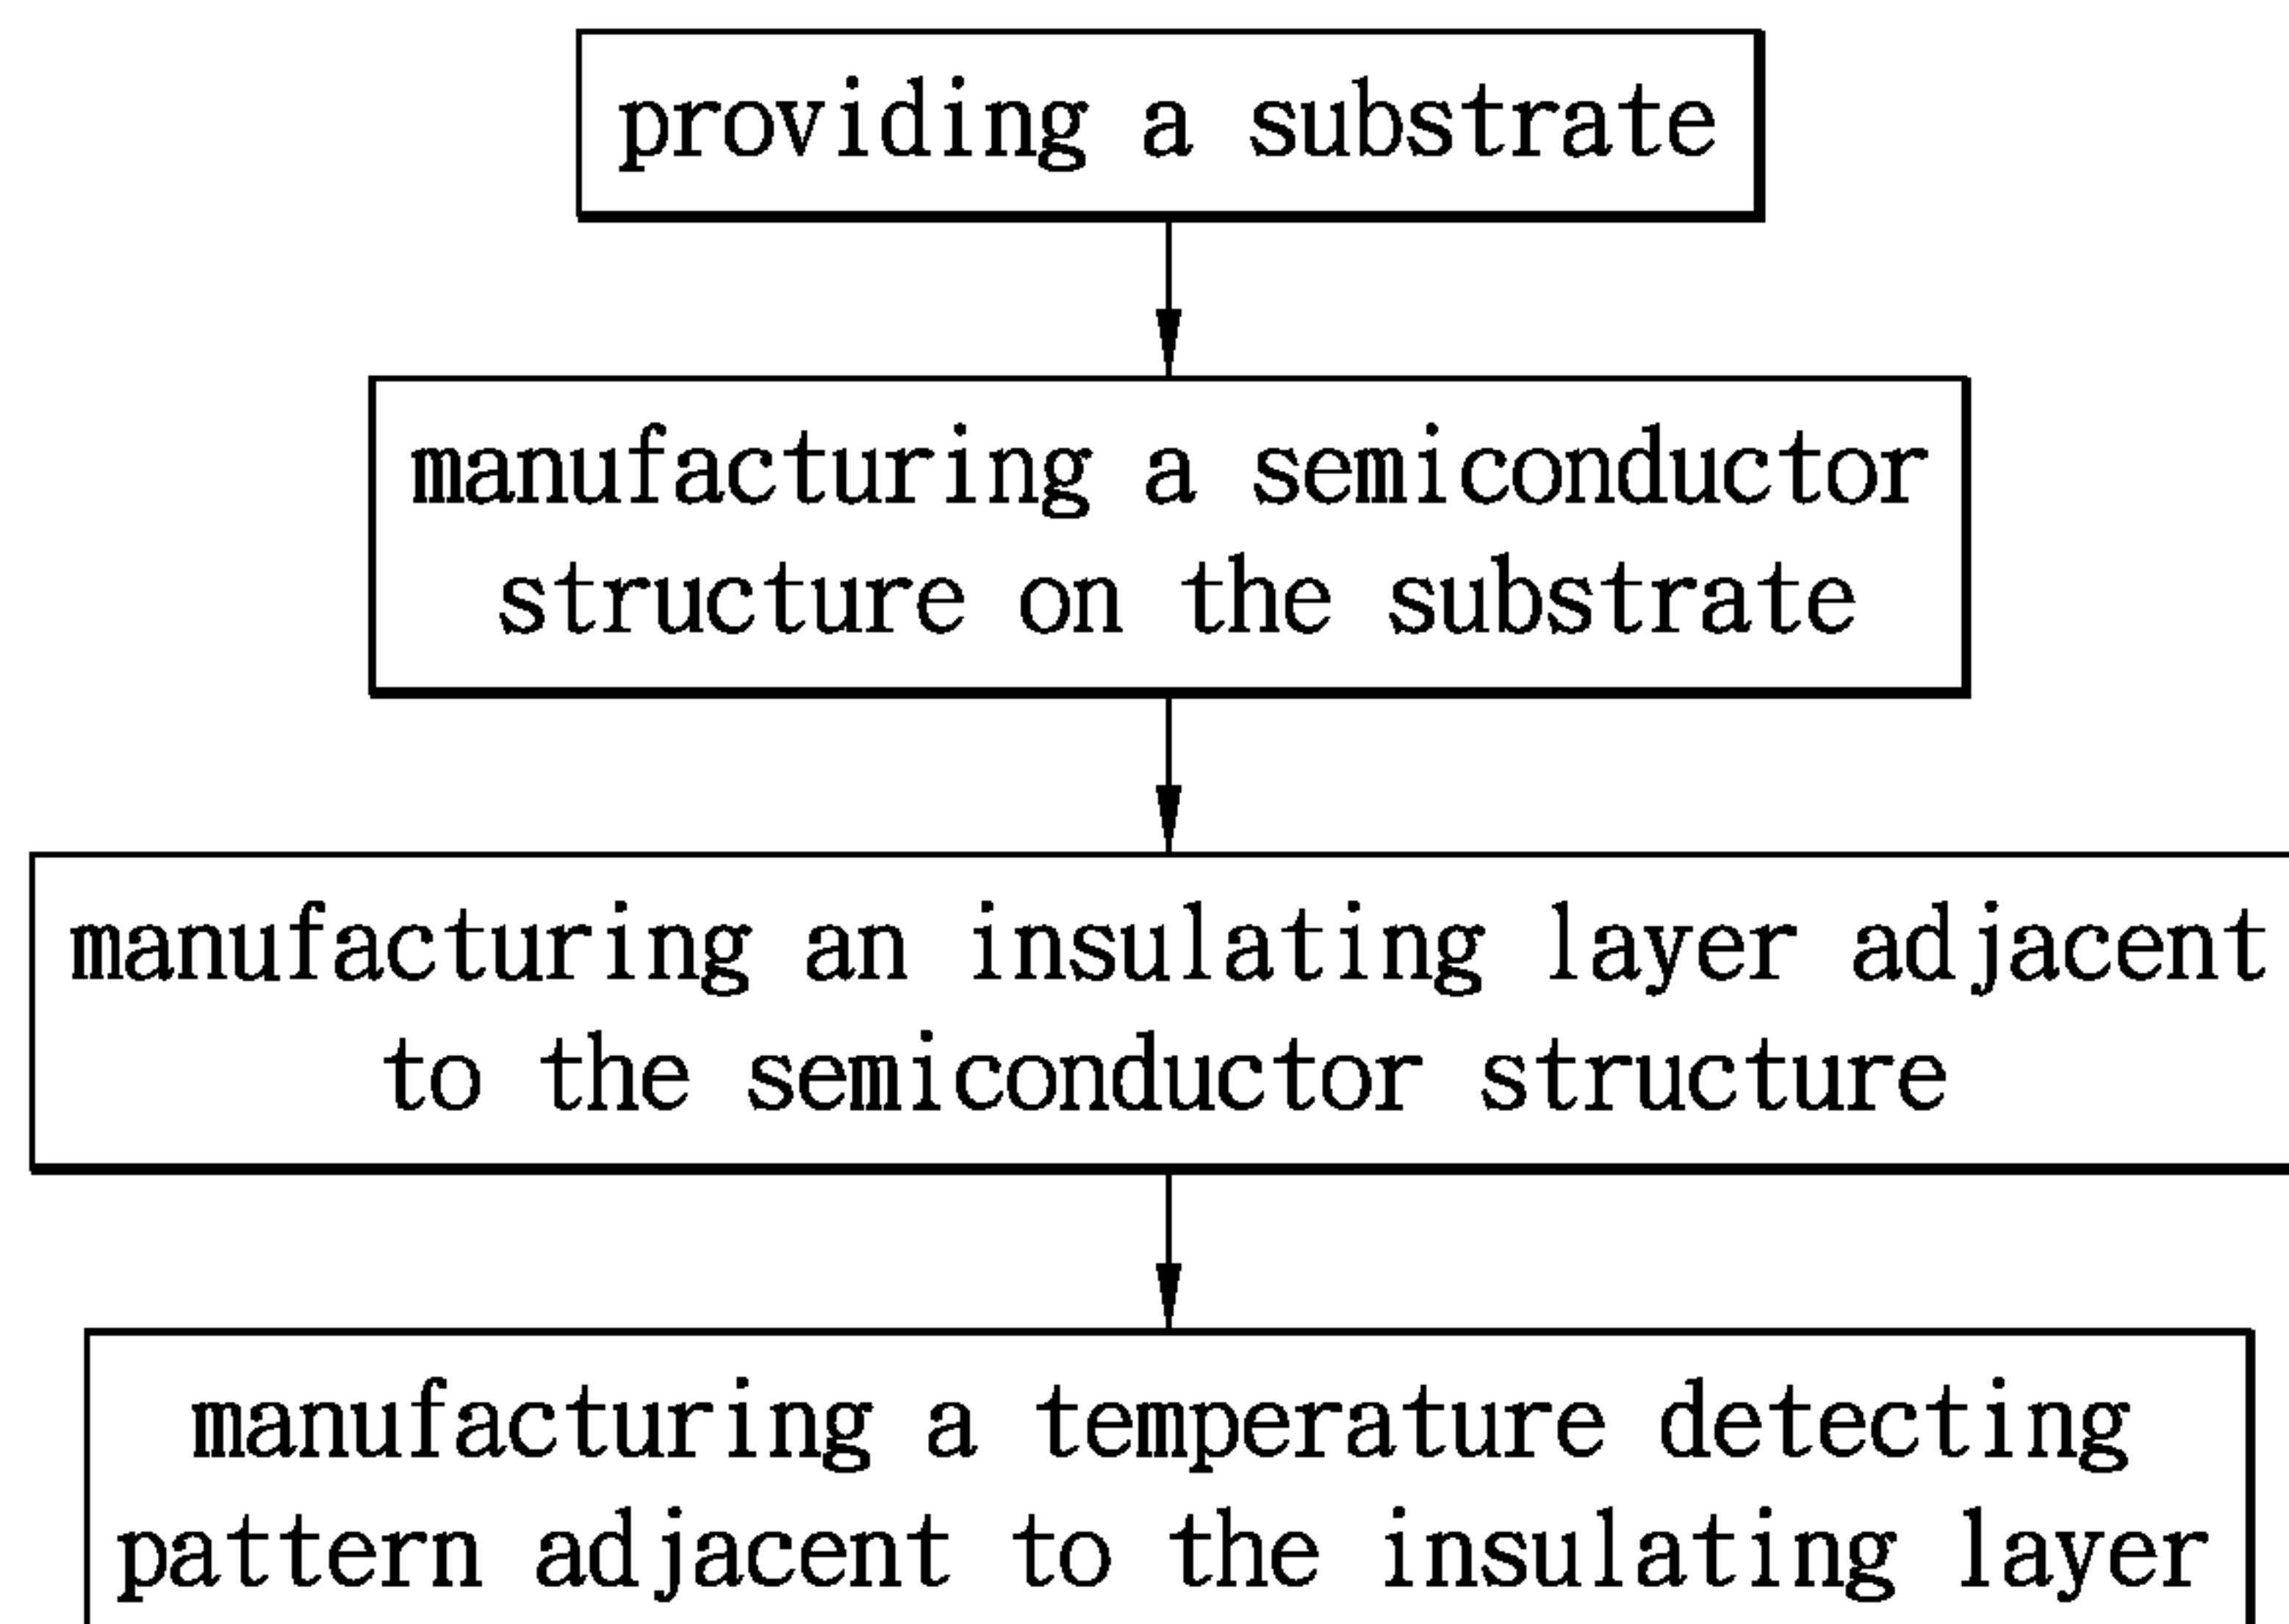 providing a substrate
manufacturing a semiconductor
structure on the substrate
manufacturing an insulating layer adjacent
to the semiconductor structure
manufacturing a temperature detecting
pattern adjacent to the insulating layer